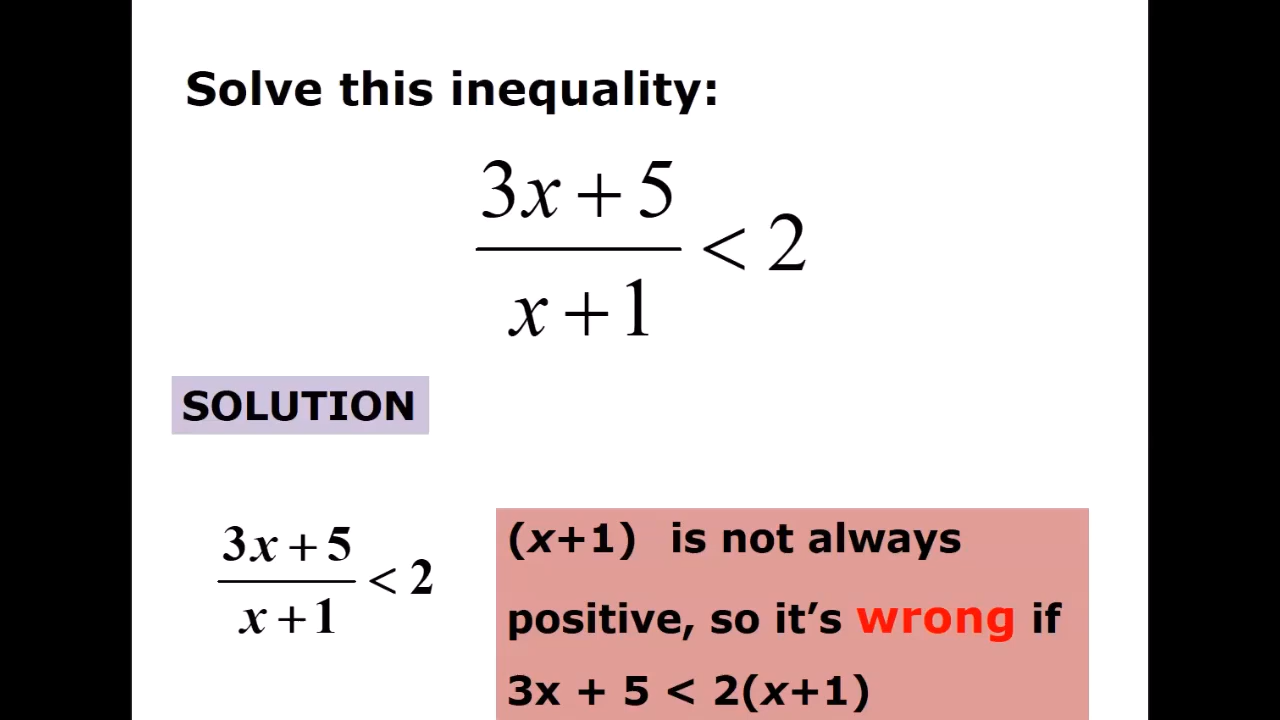 Solve this inequality:
3x + 5
x + 1
< 2
SOLUTION
3x + 5
x + 1
< 2
(x+1) is not always
positive, so it’s wrong if
3x + 5 < 2(x+1)